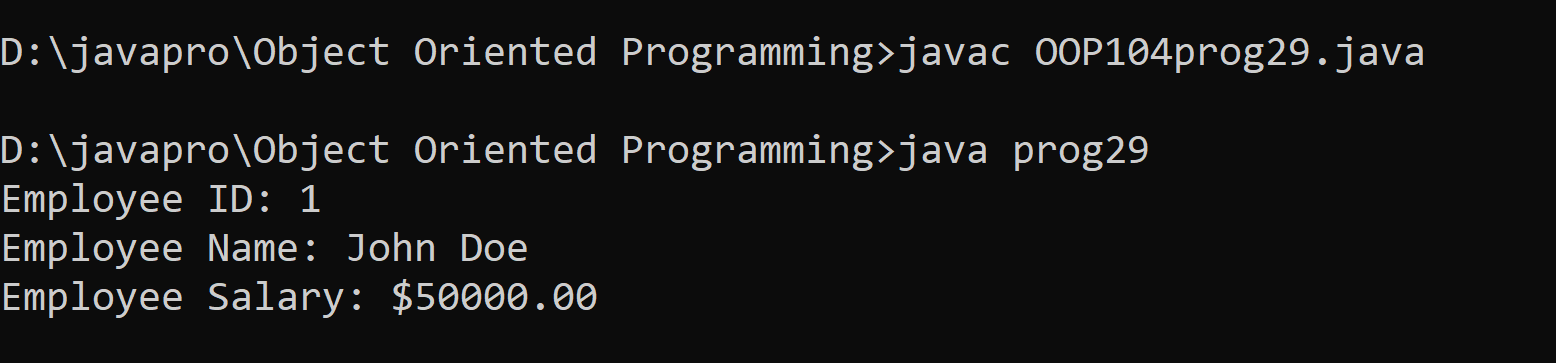 D:\javapro\Object Oriented Programming>javac OOP104prog29.java
D:\javapro\Object Oriented Programming>java prog29
Employee ID: 1
Employee Name: John Doe
Employee Salary: $50000.00